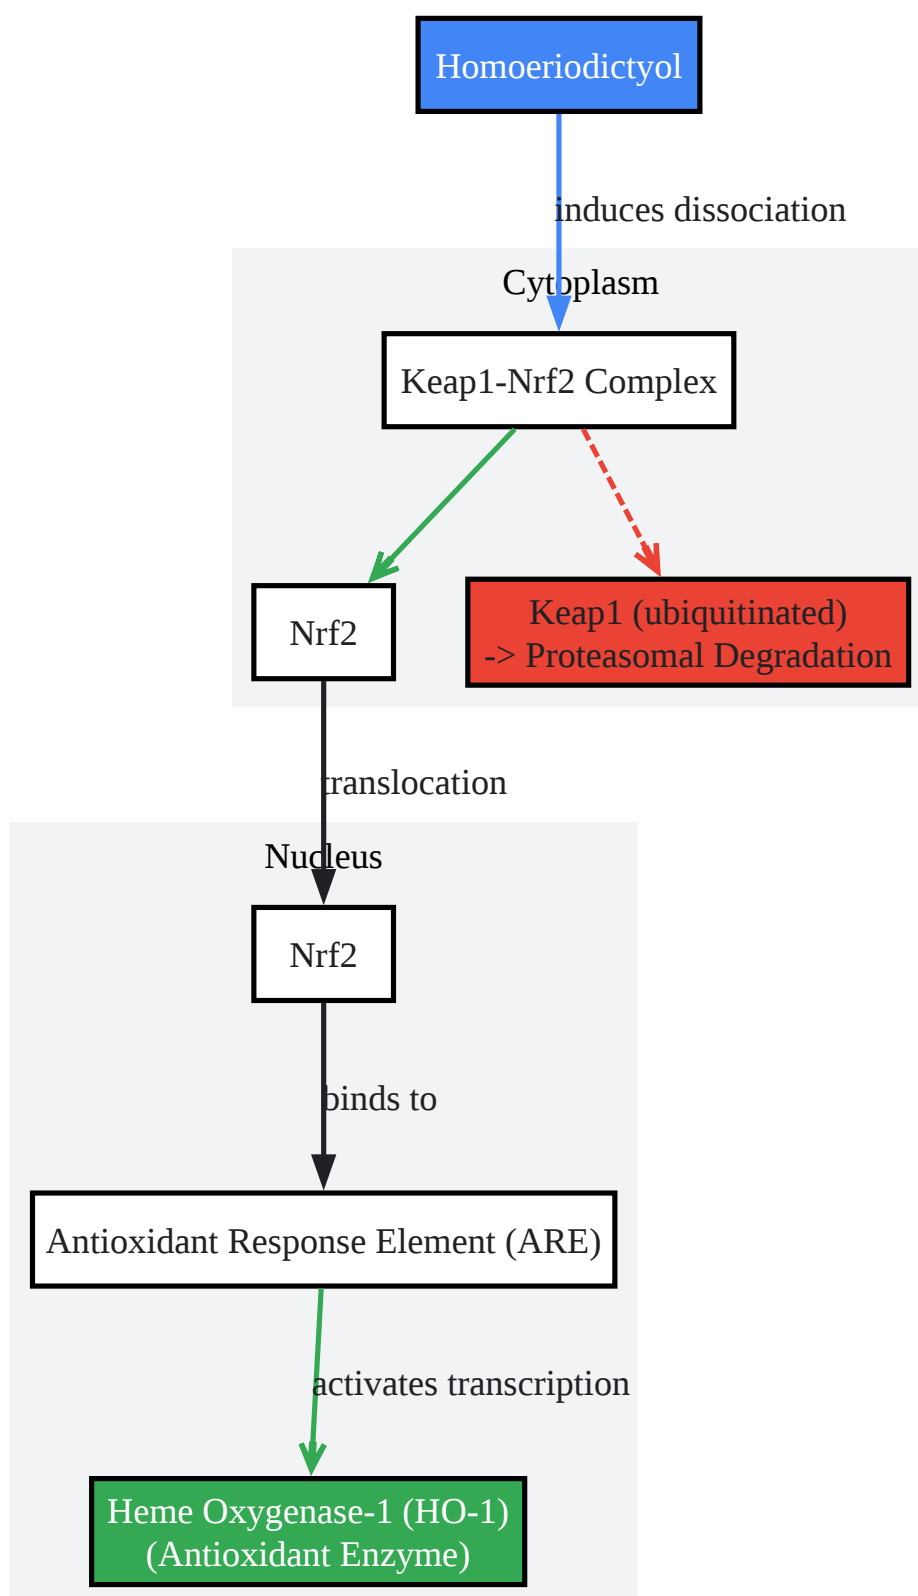 Homoeriodictyol
induces dissociation
Cytoplasm
Keap1-Nrf2 Complex
Nrf2
Keap1 (ubiquitinated)
-> Proteasomal Degradation
translocation
Nucleus
Nrf2
binds to
Antioxidant Response Element (ARE)
activates transcription
Heme Oxygenase-1 (HO-1)
(Antioxidant Enzyme)